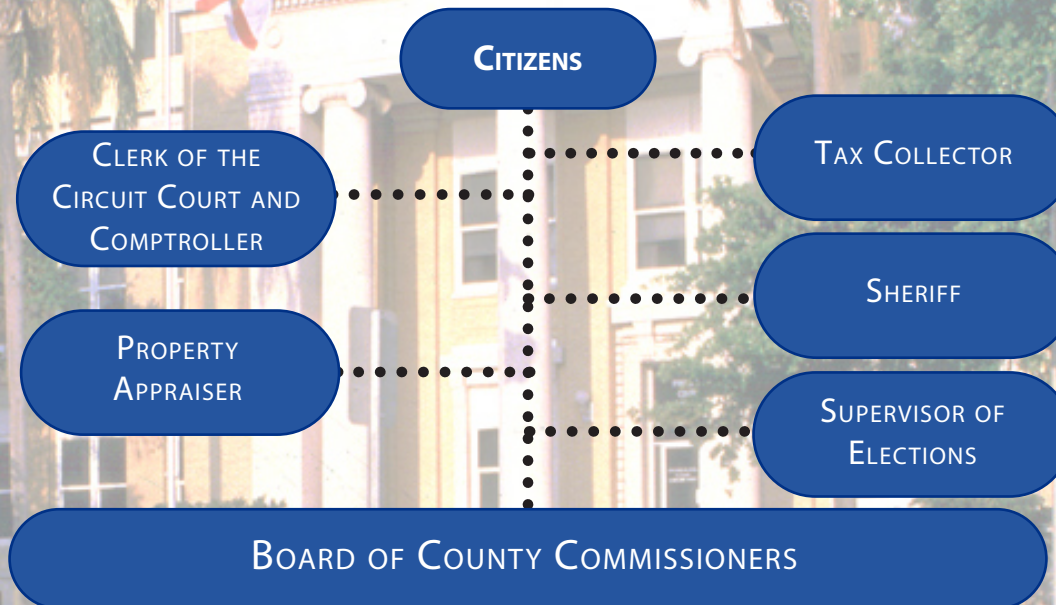 Citizens
Clerk of the
Circuit Court and
Comptroller
Tax Collector
Property
Appraiser
Sheriff
Supervisor of
Elections
Board of County Commissioners